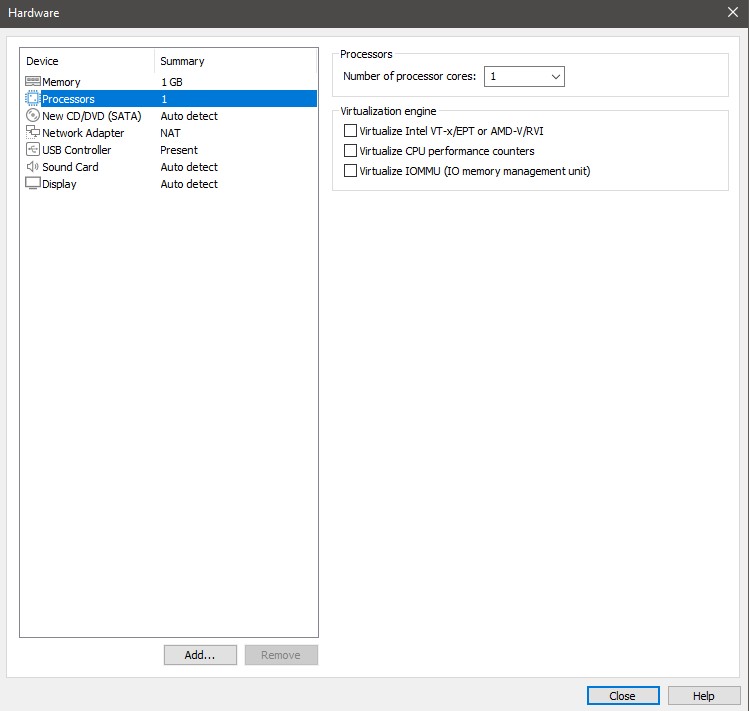 Hardware
Device Summary
Memory 1 GB
Processors 1
New CD/DVD (SATA) Auto detect
Network Adapter NAT
USB Controller Present
Sound Card Auto detect
Display Auto detect
Add... Remove
Processors
Number of processor cores: 1
Virtualization engine
Virtualize Intel VT-x/EPT or AMD-V/RVI
Virtualize CPU performance counters
Virtualize IOMMU (IO memory management unit)
Close Help